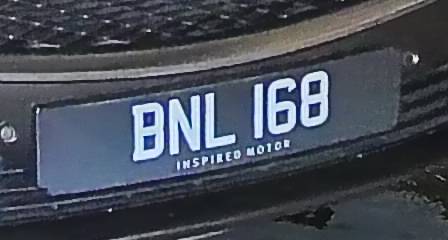 BNL 168
INSPIRED MOTOR